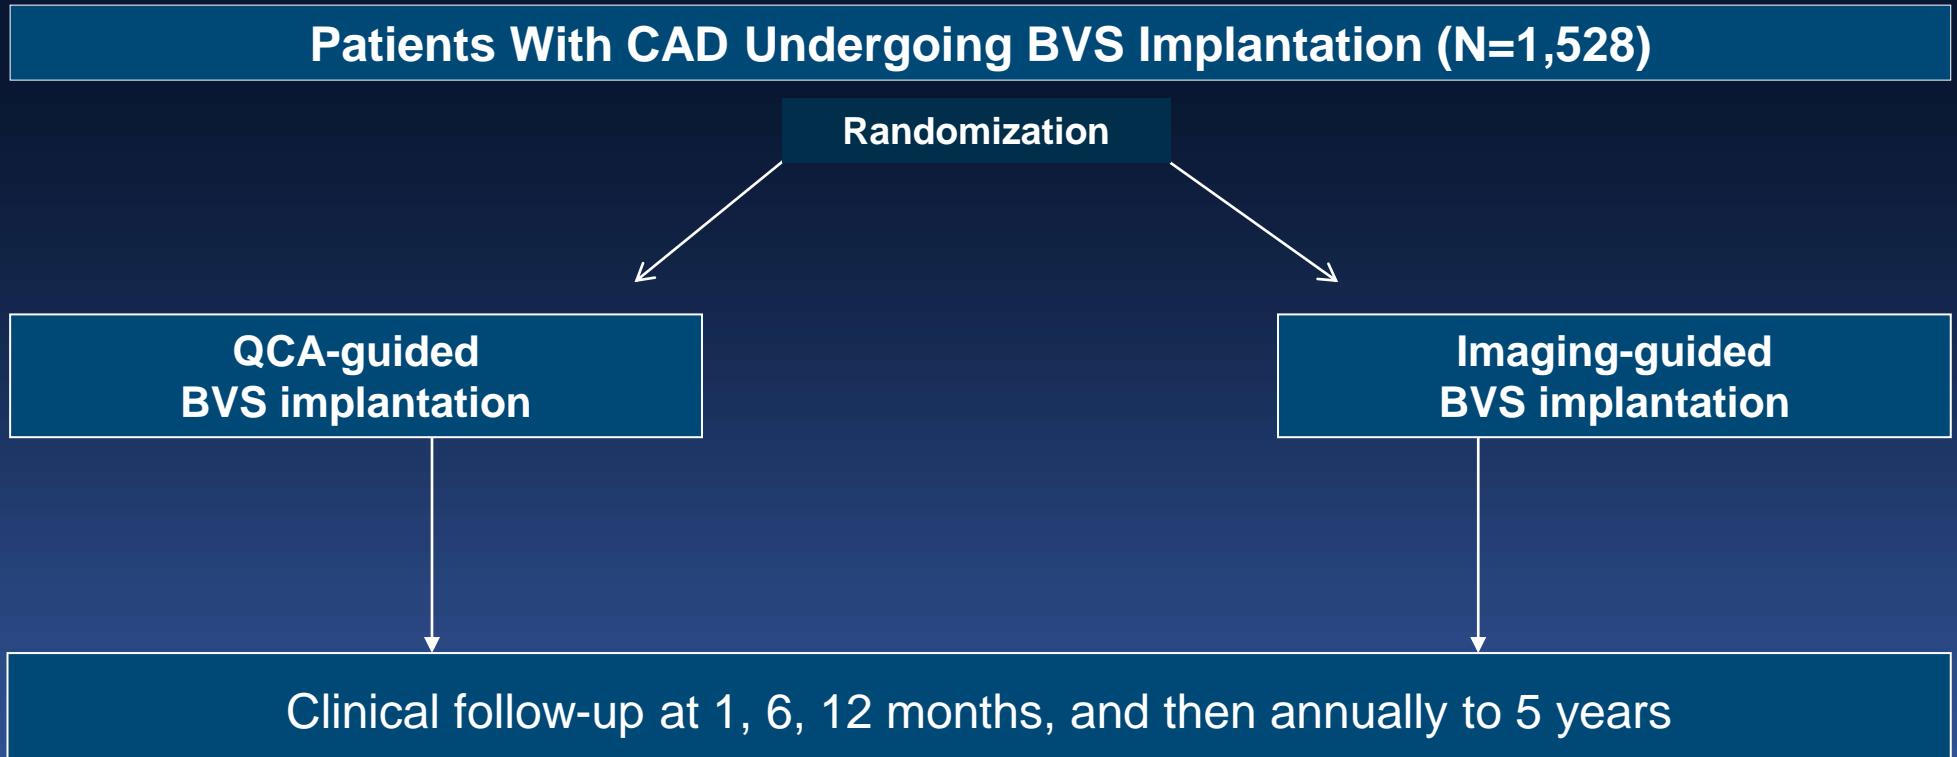 Patients With CAD Undergoing BVS Implantation (N=1,528)
Randomization
QCA-guided
BVS implantation
Imaging-guided
BVS implantation
Clinical follow-up at 1, 6, 12 months, and then annually to 5 years